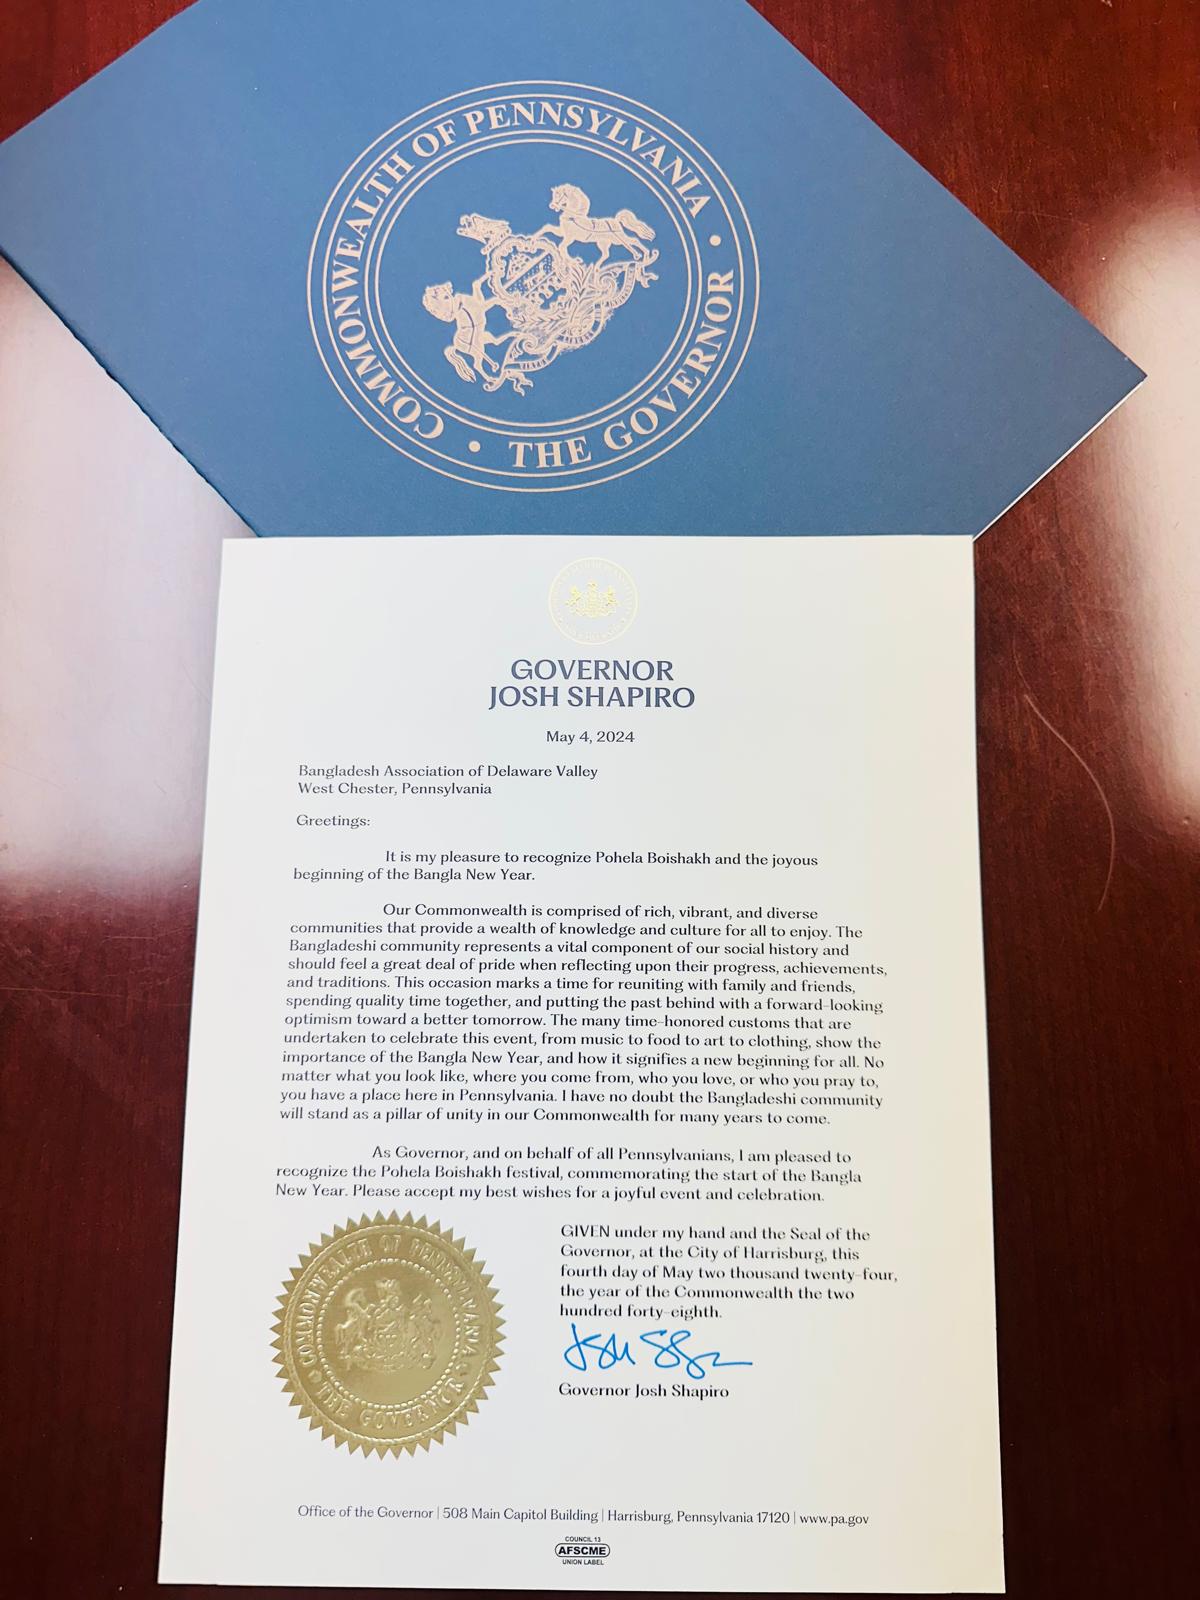 COMMONWEALTH OF PENNSYLVANIA
• THE GOVERNOR •
VIRTUE LIBERTY
GOVERNOR
JOSH SHAPIRO
May 4, 2024
Bangladesh Association of Delaware Valley
West Chester, Pennsylvania
Greetings:
It is my pleasure to recognize Pohela Boishakh and the joyous
beginning of the Bangla New Year.
Our Commonwealth is comprised of rich, vibrant, and diverse
communities that provide a wealth of knowledge and culture for all to enjoy. The
Bangladeshi community represents a vital component of our social history and
should feel a great deal of pride when reflecting upon their progress, achievements,
and traditions. This occasion marks a time for reuniting with family and friends,
spending quality time together, and putting the past behind with a forward-looking
optimism toward a better tomorrow. The many time-honored customs that are
undertaken to celebrate this event, from music to food to art to clothing, show the
importance of the Bangla New Year, and how it signifies a new beginning for all. No
matter what you look like, where you come from, who you love, or who you pray to,
you have a place here in Pennsylvania. I have no doubt the Bangladeshi community
will stand as a pillar of unity in our Commonwealth for many years to come.
As Governor, and on behalf of all Pennsylvanians, I am pleased to
recognize the Pohela Boishakh festival, commemorating the start of the Bangla
New Year. Please accept my best wishes for a joyful event and celebration.
GIVEN under my hand and the Seal of the
Governor, at the City of Harrisburg, this
fourth day of May two thousand twenty-four,
the year of the Commonwealth the two
hundred forty-eighth.
Josh Shapiro
Governor Josh Shapiro
COMMONWEALTH OF PENNSYLVANIA
THE GOVERNOR
Office of the Governor | 508 Main Capitol Building | Harrisburg, Pennsylvania 17120 | www.pa.gov
COUNCIL 13
AFSCME
UNION LABEL